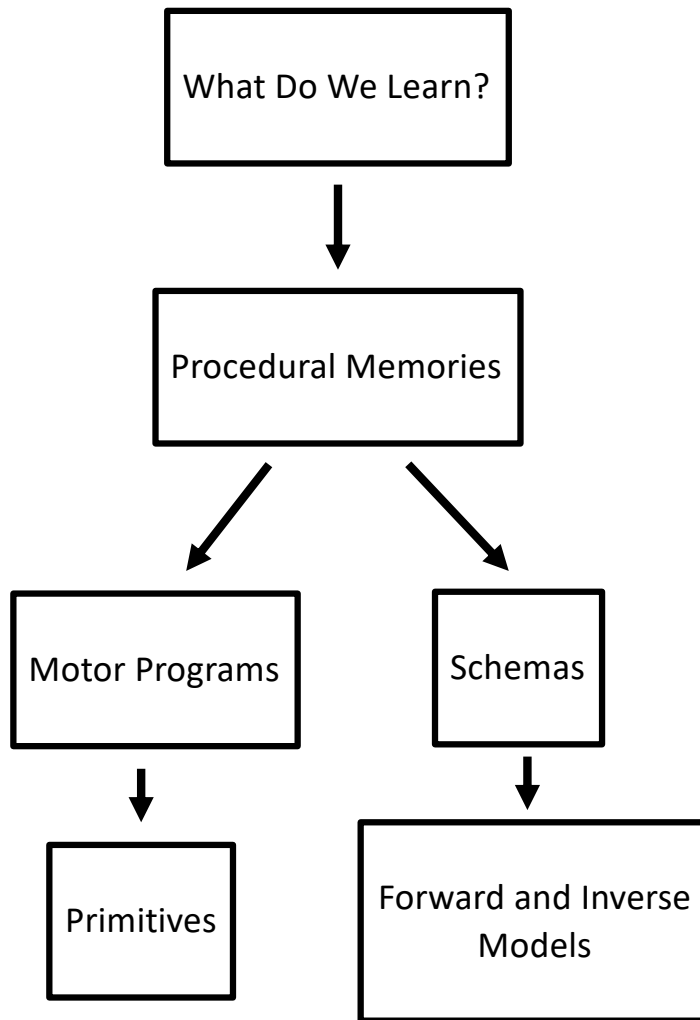 What Do We Learn?
Procedural Memories
Motor Programs
Schemas
Primitives
Forward and Inverse
Models